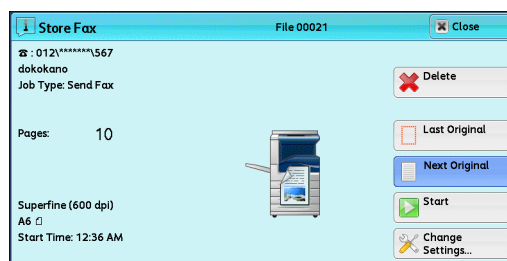 Store Fax
File 00021
Close
☎ : 012\*******\567
dokokano
Job Type: Send Fax
Delete
Pages: 10
Last Original
Next Original
Start
Superfine (600 dpi)
A6
Start Time: 12:36 AM
Change
Settings...